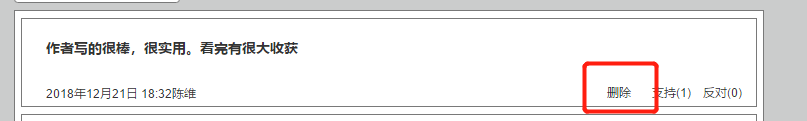 作者写的很棒，很实用。看完有很大收获
2018年12月21日 18:32陈维 删除 支持(1) 反对(0)